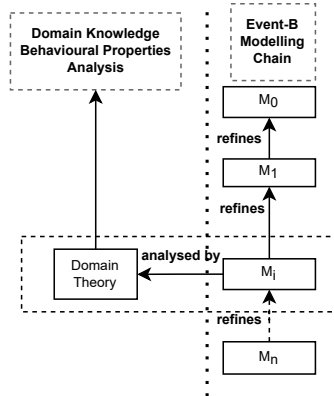 Domain Knowledge
Behavioural Properties
Analysis
Event-B
Modelling
Chain
M0
refines
M1
refines
analysed by
Domain
Theory
Mi
refines
Mn